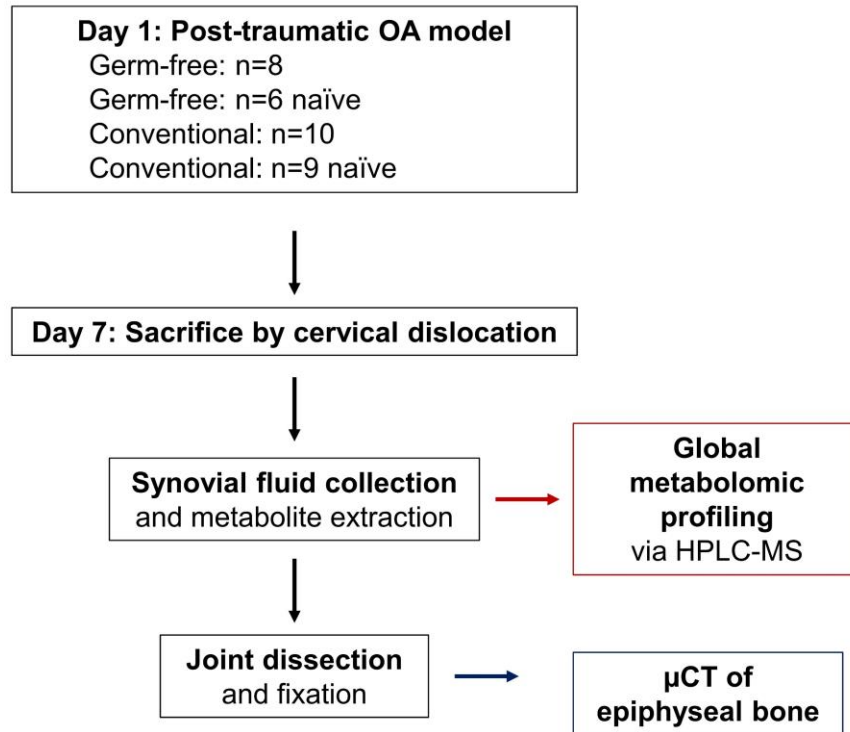 Day 1: Post-traumatic OA model
Germ-free: n=8
Germ-free: n=6 naïve
Conventional: n=10
Conventional: n=9 naïve
Day 7: Sacrifice by cervical dislocation
Synovial fluid collection
and metabolite extraction
Global
metabolomic
profiling
via HPLC-MS
Joint dissection
and fixation
µCT of
epiphyseal bone